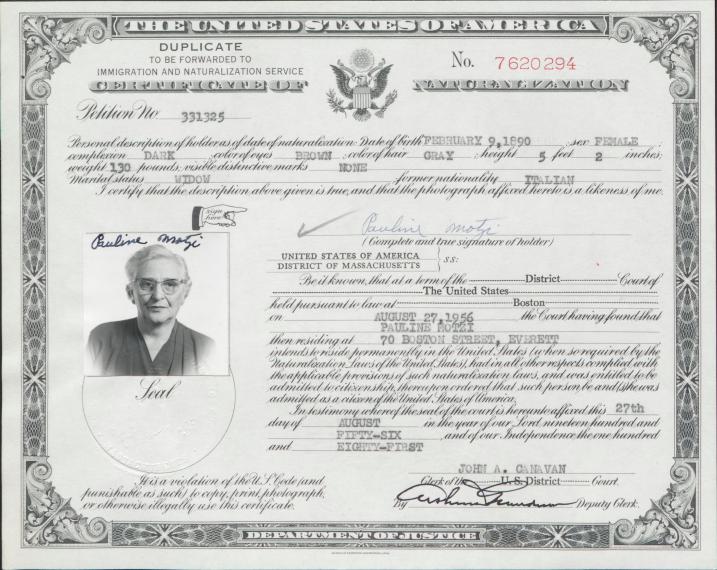 THE UNITED STATES OF AMERICA
DUPLICATE
TO BE FORWARDED TO
IMMIGRATION AND NATURALIZATION SERVICE
No. 7620294
CERTIFICATE OF NATURALIZATION
Petition No. 331325
Personal description of holder as of date of naturalization: Date of birth FEBRUARY 9, 1890 sex FEMALE
complexion DARK color of eyes BROWN color of hair GRAY height 5 feet 2 inches;
weight 130 pounds; visible distinctive marks NONE
Marital status WIDOW former nationality ITALIAN
I certify that the description above given is true, and that the photograph affixed hereto is a likeness of me.
sign here
Pauline Motzi
Pauline Motzi
(Complete and true signature of holder)
UNITED STATES OF AMERICA
DISTRICT OF MASSACHUSETTS
ss:
Be it known, that at a term of the District Court of
The United States
held pursuant to law at Boston
on AUGUST 27, 1956 the Court having found that
PAULINE MOTZI
then residing at 70 BOSTON STREET, EVERETT
intends to reside permanently in the United States (when so required by the
Naturalization Laws of the United States), had in all other respects complied with
the applicable provisions of such naturalization laws, and was entitled to be
admitted to citizenship, thereupon ordered that such person be and (s)he was
admitted as a citizen of the United States of America.
In testimony whereof the seal of the court is hereunto affixed this 27th
day of AUGUST in the year of our Lord nineteen hundred and
FIFTY-SIX and of our Independence the one hundred
and EIGHTY-FIRST
Seal
JOHN A. CANAVAN
Clerk of the U.S. District Court.
By Deputy Clerk.
It is a violation of the U.S. Code (and
punishable as such) to copy, print, photograph,
or otherwise illegally use this certificate.
DEPARTMENT OF JUSTICE